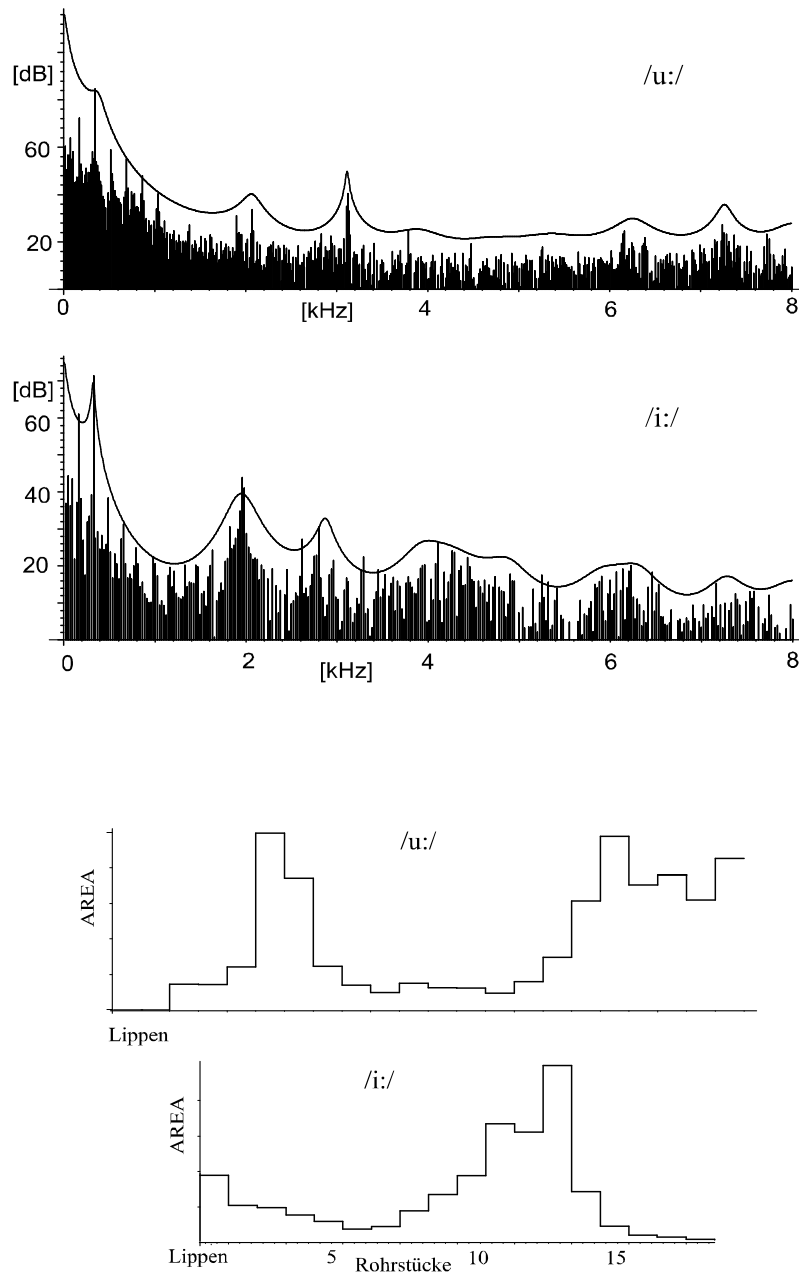 [dB]
/u:/
60
20
0
[kHz]
4
6
8
[dB]
/i:/
60
40
20
0
2
[kHz]
4
6
8
/u:/
AREA
Lippen
/i:/
AREA
Lippen
5
Rohrstücke
10
15